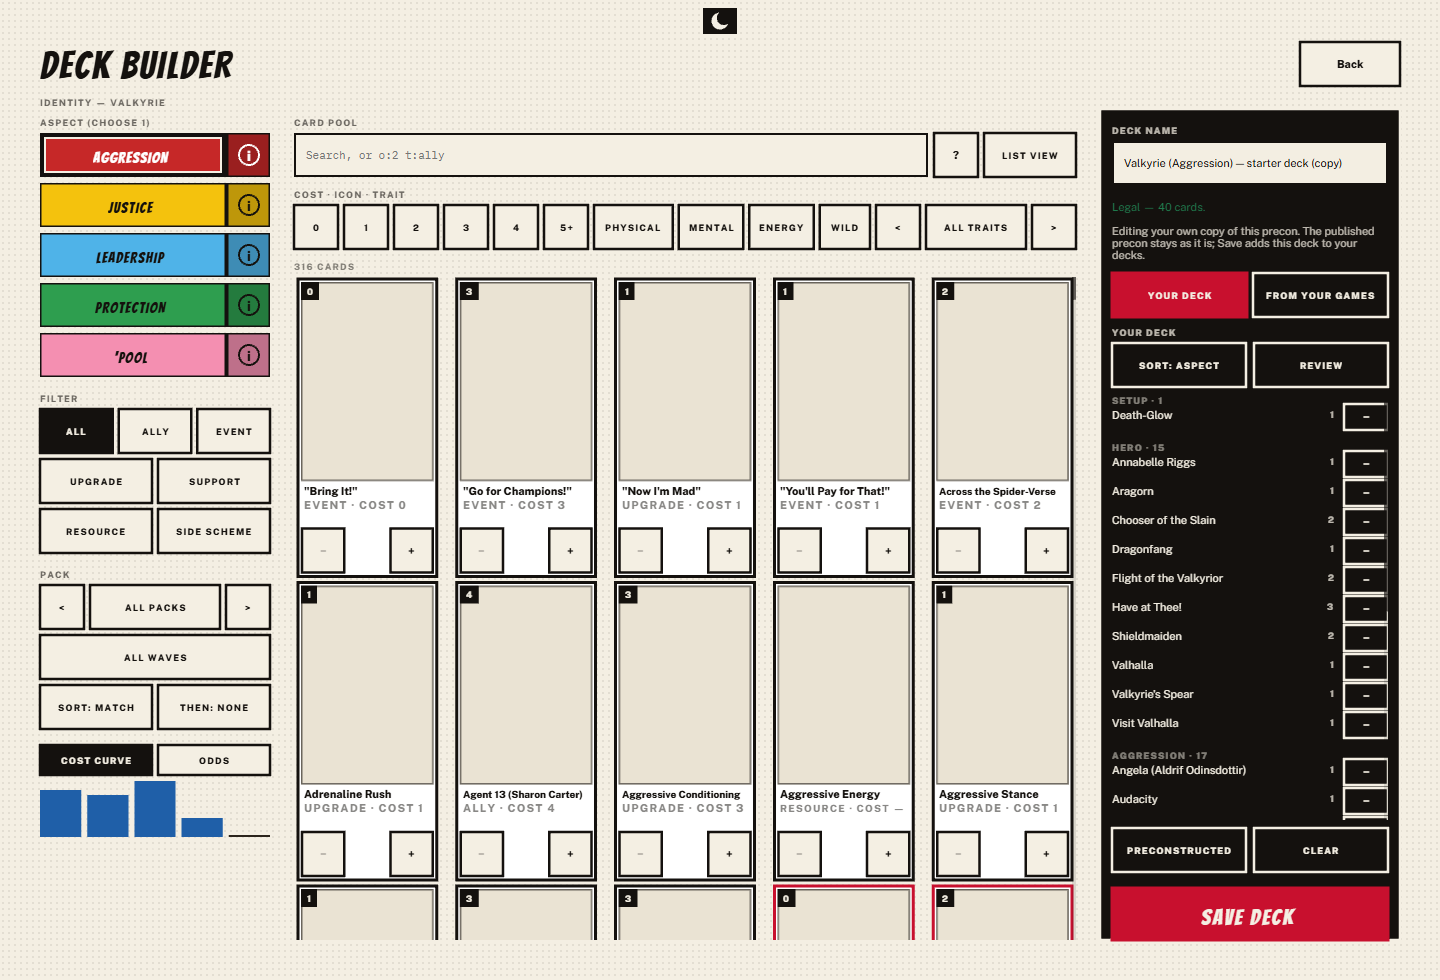 DECK BUILDER
Back
IDENTITY — VALKYRIE
ASPECT (CHOOSE 1)
AGGRESSION
i
JUSTICE
i
LEADERSHIP
i
PROTECTION
i
'POOL
i
FILTER
ALL
ALLY
EVENT
UPGRADE
SUPPORT
RESOURCE
SIDE SCHEME
PACK
<
ALL PACKS
>
ALL WAVES
SORT: MATCH
THEN: NONE
COST CURVE
ODDS
CARD POOL
Search, or o:2 t:ally
?
LIST VIEW
COST · ICON · TRAIT
0
1
2
3
4
5+
PHYSICAL
MENTAL
ENERGY
WILD
<
ALL TRAITS
>
316 CARDS
0
"Bring It!"
EVENT · COST 0
–
+
3
"Go for Champions!"
EVENT · COST 3
–
+
1
"Now I'm Mad"
UPGRADE · COST 1
–
+
1
"You'll Pay for That!"
EVENT · COST 1
–
+
2
Across the Spider-Verse
EVENT · COST 2
–
+
1
Adrenaline Rush
UPGRADE · COST 1
–
+
4
Agent 13 (Sharon Carter)
ALLY · COST 4
–
+
3
Aggressive Conditioning
UPGRADE · COST 3
–
+
Aggressive Energy
RESOURCE · COST —
–
+
1
Aggressive Stance
UPGRADE · COST 1
–
+
1
3
3
0
2
DECK NAME
Valkyrie (Aggression) — starter deck (copy)
Legal — 40 cards.
Editing your own copy of this precon. The published
precon stays as it is; Save adds this deck to your
decks.
YOUR DECK
FROM YOUR GAMES
YOUR DECK
SORT: ASPECT
REVIEW
SETUP · 1
Death-Glow 1 –
HERO · 15
Annabelle Riggs 1 –
Aragorn 1 –
Chooser of the Slain 2 –
Dragonfang 1 –
Flight of the Valkyrior 2 –
Have at Thee! 3 –
Shieldmaiden 2 –
Valhalla 1 –
Valkyrie's Spear 1 –
Visit Valhalla 1 –
AGGRESSION · 17
Angela (Aldrif Odinsdottir) 1 –
Audacity 1 –
PRECONSTRUCTED
CLEAR
SAVE DECK